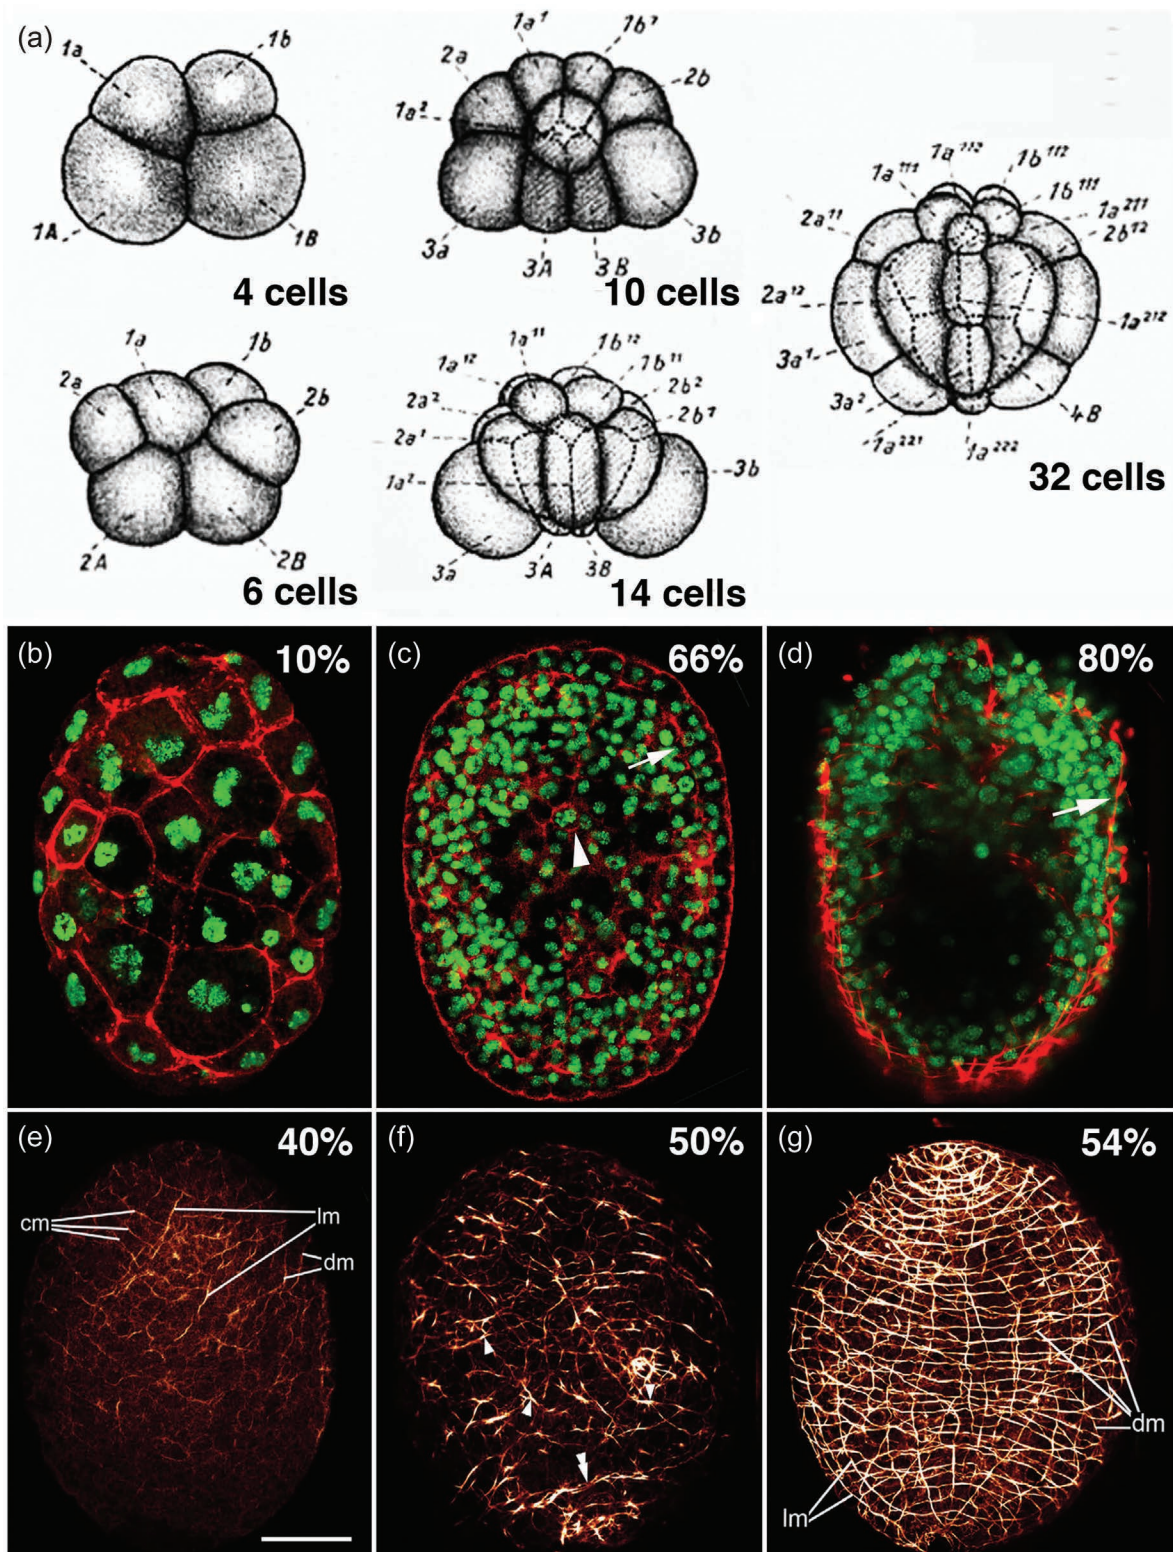 (a)
1a
1b
1A
1B
4 cells
1a¹
1b¹
2a
2b
1a²
3a
3A
3B
3b
10 cells
1a
1b
2a
2b
2A
2B
6 cells
1a¹¹
1b¹²
1a¹²
1b¹¹
2b²
2a²
2b¹
2a¹
1a²
3b
3a
3A
3B
14 cells
1a¹¹²
1b¹¹²
1a¹¹¹
1b¹¹¹
2a¹¹
1a²¹¹
2b¹²
2a¹²
1a²¹²
3a¹
3a²
4B
1a²²¹
1a²²²
32 cells
(b)
10%
(c)
66%
(d)
80%
(e)
40%
cm
lm
dm
(f)
50%
(g)
54%
dm
lm